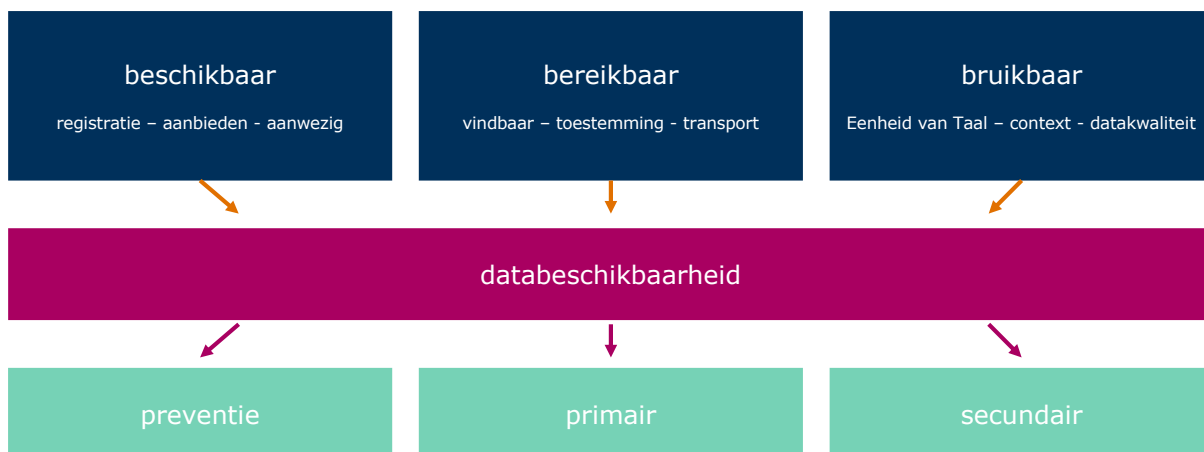 beschikbaar
registratie – aanbieden - aanwezig
bereikbaar
vindbaar – toestemming - transport
bruikbaar
Eenheid van Taal – context - datakwaliteit
databeschikbaarheid
preventie
primair
secundair